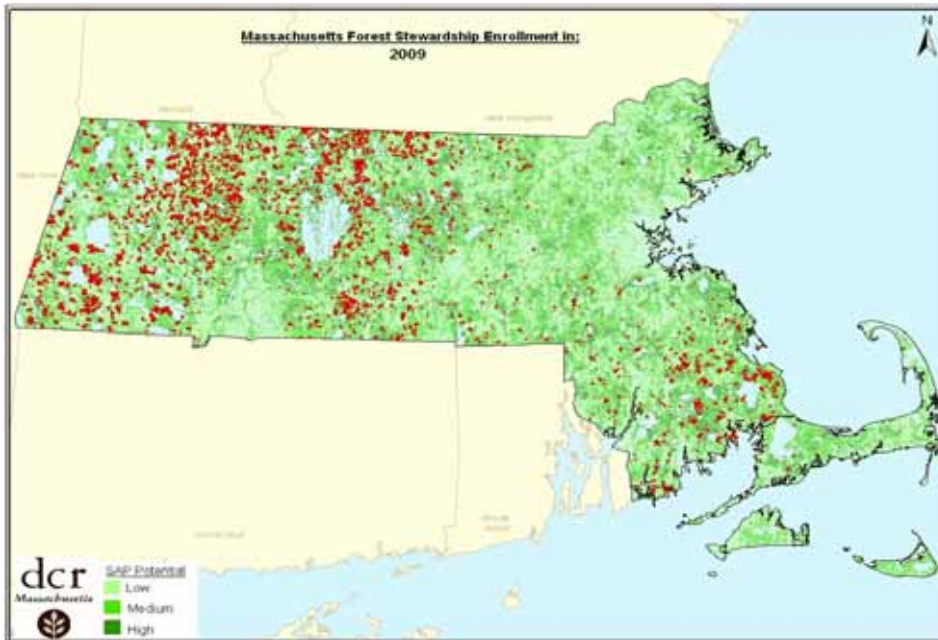 Massachusetts Forest Stewardship Enrollment in:
2009
N
dcr
Massachusetts
SAP Potential
Low
Medium
High